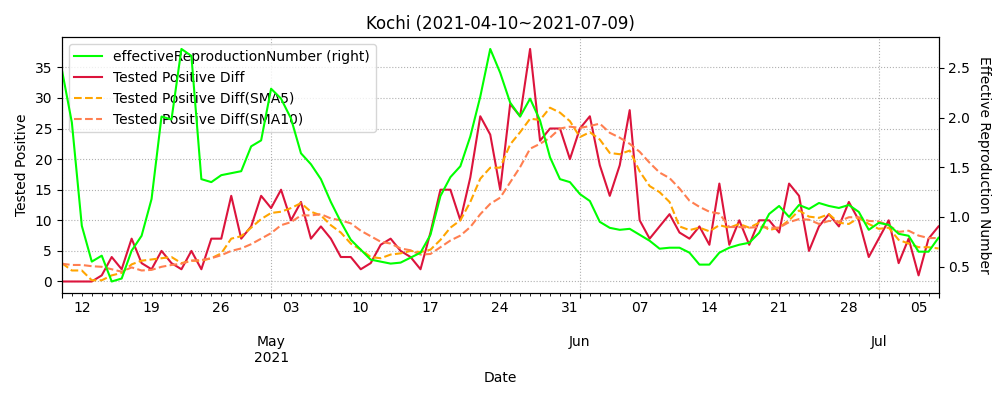 Kochi (2021-04-10~2021-07-09)
effectiveReproductionNumber (right)
Tested Positive Diff
Tested Positive Diff(SMA5)
Tested Positive Diff(SMA10)
Tested Positive
35
30
25
20
15
10
5
0
2.5
2.0
1.5
1.0
0.5
Effective Reproduction Number
12 19 26 03 10 17 24 31 07 14 21 28 05
May Jun Jul
2021
Date